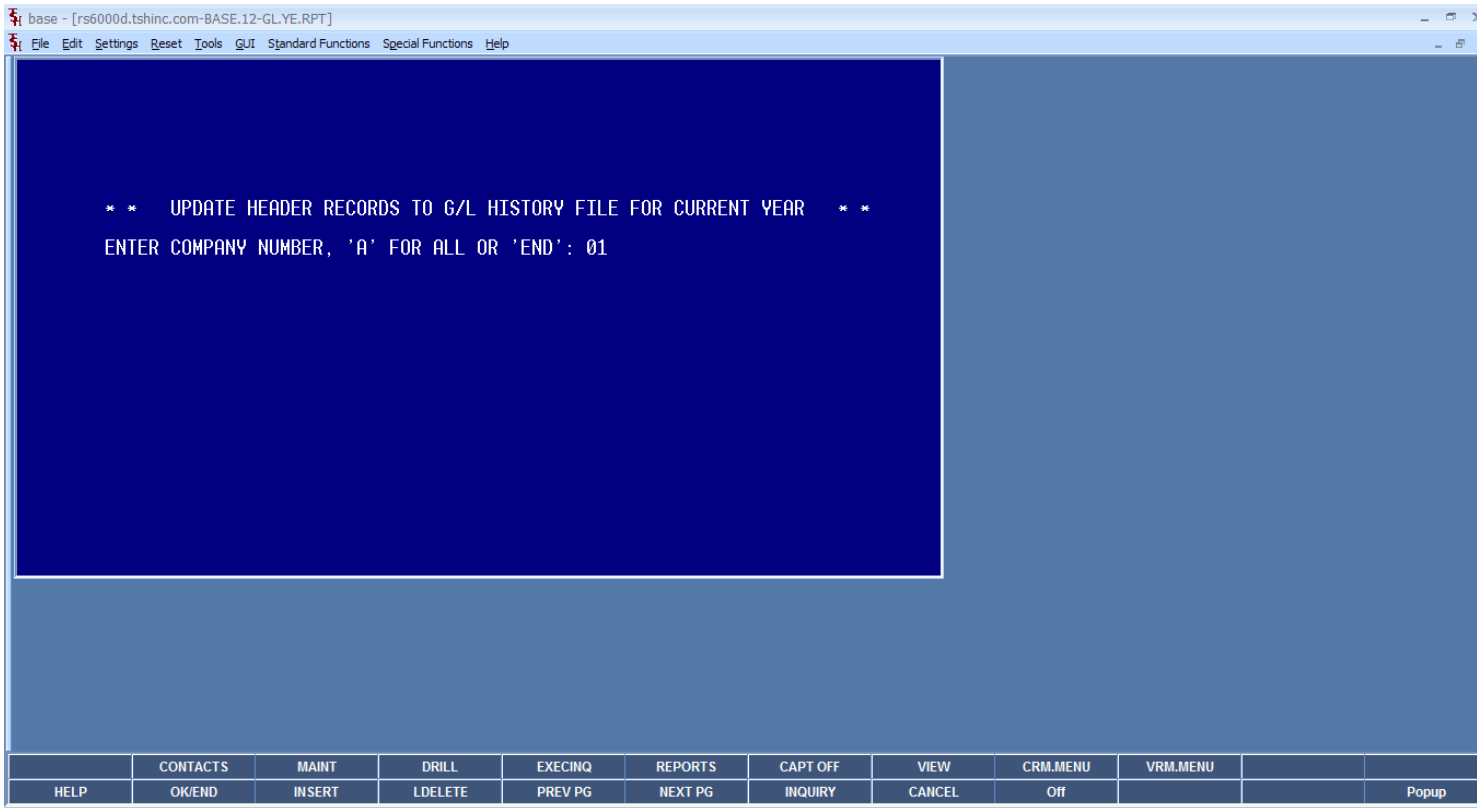 base - [rs6000d.tshinc.com-BASE.12-GL.YE.RPT]
File Edit Settings Reset Tools GUI Standard Functions Special Functions Help
* * UPDATE HEADER RECORDS TO G/L HISTORY FILE FOR CURRENT YEAR * *
ENTER COMPANY NUMBER, 'A' FOR ALL OR 'END': 01
CONTACTS MAINT DRILL EXECINQ REPORTS CAPT OFF VIEW CRM.MENU VRM.MENU
HELP OK/END INSERT LDELETE PREV PG NEXT PG INQUIRY CANCEL Off Popup